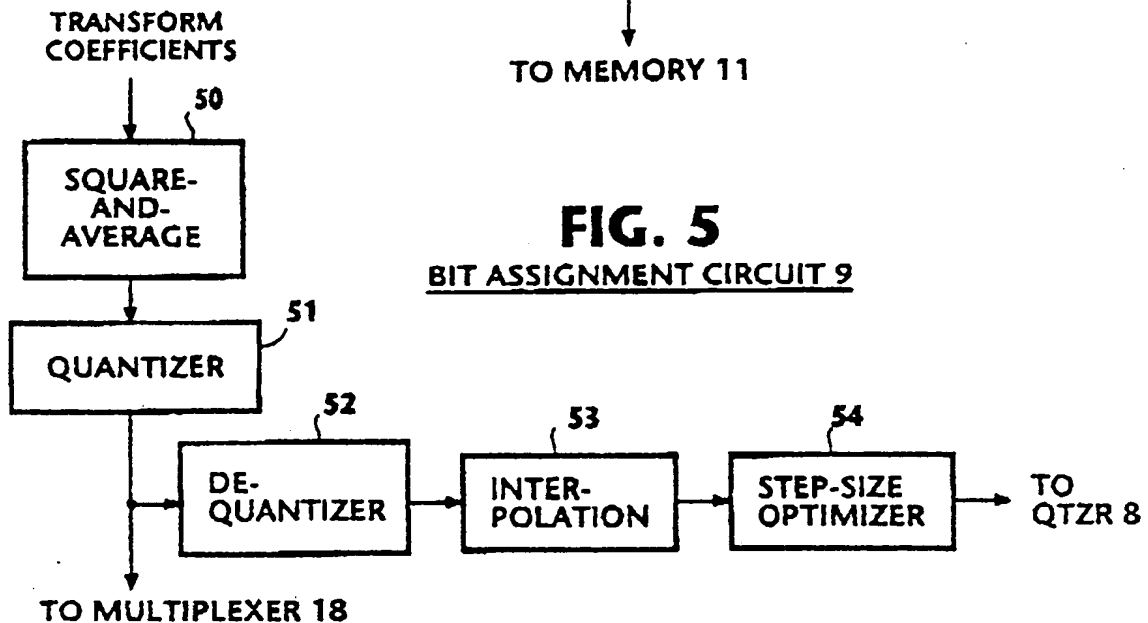 TRANSFORM
COEFFICIENTS
TO MEMORY 11
50
SQUARE-
AND-
AVERAGE
FIG. 5
BIT ASSIGNMENT CIRCUIT 9
51
QUANTIZER
52
DE-
QUANTIZER
53
INTER-
POLATION
54
STEP-SIZE
OPTIMIZER
TO
QTZR 8
TO MULTIPLEXER 18